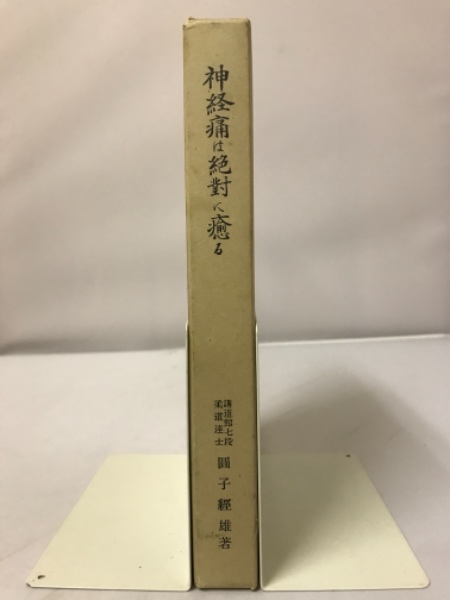 神経痛は絶對に癒る
講道館七段
柔道達士
圓子經雄著